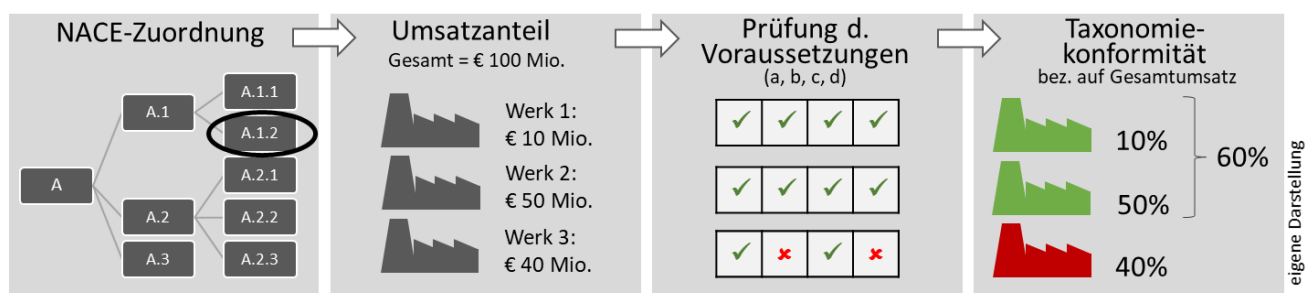 NACE-Zuordnung
A
A.1
A.2
A.3
A.1.1
A.1.2
A.2.1
A.2.2
A.2.3
Umsatzanteil
Gesamt = € 100 Mio.
Werk 1:
€ 10 Mio.
Werk 2:
€ 50 Mio.
Werk 3:
€ 40 Mio.
Prüfung d.
Voraussetzungen
(a, b, c, d)
Taxonomie-
konformität
bez. auf Gesamtumsatz
10%
50%
60%
40%
eigene Darstellung